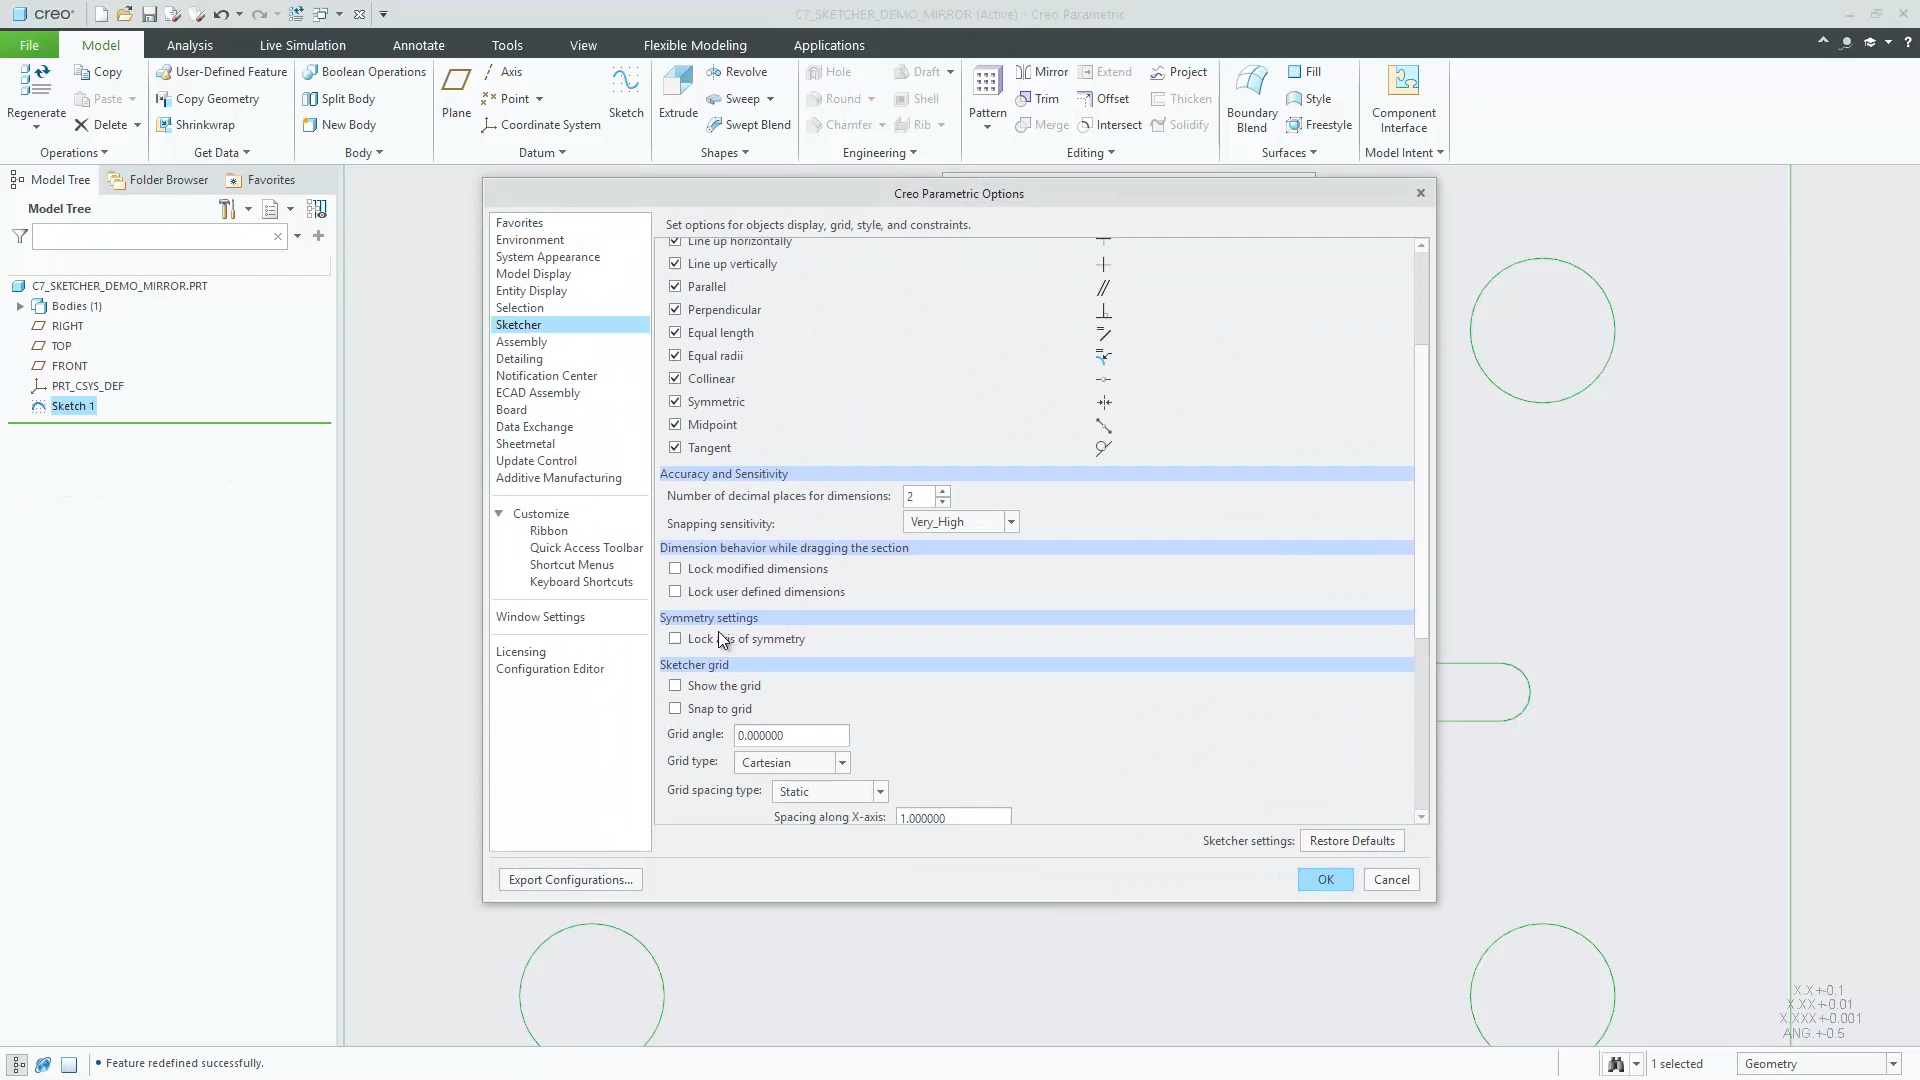 creo
C7_SKETCHER_DEMO_MIRROR (Active) - Creo Parametric
File Model Analysis Live Simulation Annotate Tools View Flexible Modeling Applications
Regenerate
Copy
Paste
Delete
Operations
User-Defined Feature
Copy Geometry
Shrinkwrap
Get Data
Boolean Operations
Split Body
New Body
Body
Plane
Axis
Point
Coordinate System
Sketch
Datum
Extrude
Revolve
Sweep
Swept Blend
Shapes
Hole
Round
Chamfer
Draft
Shell
Rib
Engineering
Pattern
Mirror
Trim
Merge
Extend
Offset
Intersect
Project
Thicken
Solidify
Editing
Boundary
Blend
Fill
Style
Freestyle
Surfaces
Component
Interface
Model Intent
Model Tree Folder Browser Favorites
Model Tree
C7_SKETCHER_DEMO_MIRROR.PRT
Bodies (1)
RIGHT
TOP
FRONT
PRT_CSYS_DEF
Sketch 1
Creo Parametric Options
Favorites
Environment
System Appearance
Model Display
Entity Display
Selection
Sketcher
Assembly
Detailing
Notification Center
ECAD Assembly
Board
Data Exchange
Sheetmetal
Update Control
Additive Manufacturing
Customize
Ribbon
Quick Access Toolbar
Shortcut Menus
Keyboard Shortcuts
Window Settings
Licensing
Configuration Editor
Set options for objects display, grid, style, and constraints.
Line up horizontally
Line up vertically
Parallel
Perpendicular
Equal length
Equal radii
Collinear
Symmetric
Midpoint
Tangent
Accuracy and Sensitivity
Number of decimal places for dimensions: 2
Snapping sensitivity: Very_High
Dimension behavior while dragging the section
Lock modified dimensions
Lock user defined dimensions
Symmetry settings
Lock axis of symmetry
Sketcher grid
Show the grid
Snap to grid
Grid angle: 0.000000
Grid type: Cartesian
Grid spacing type: Static
Spacing along X-axis: 1.000000
Sketcher settings: Restore Defaults
Export Configurations... OK Cancel
X.X+-0.1
X.XX+-0.01
X.XXX+-0.001
ANG.+-0.5
• Feature redefined successfully.
1 selected
Geometry